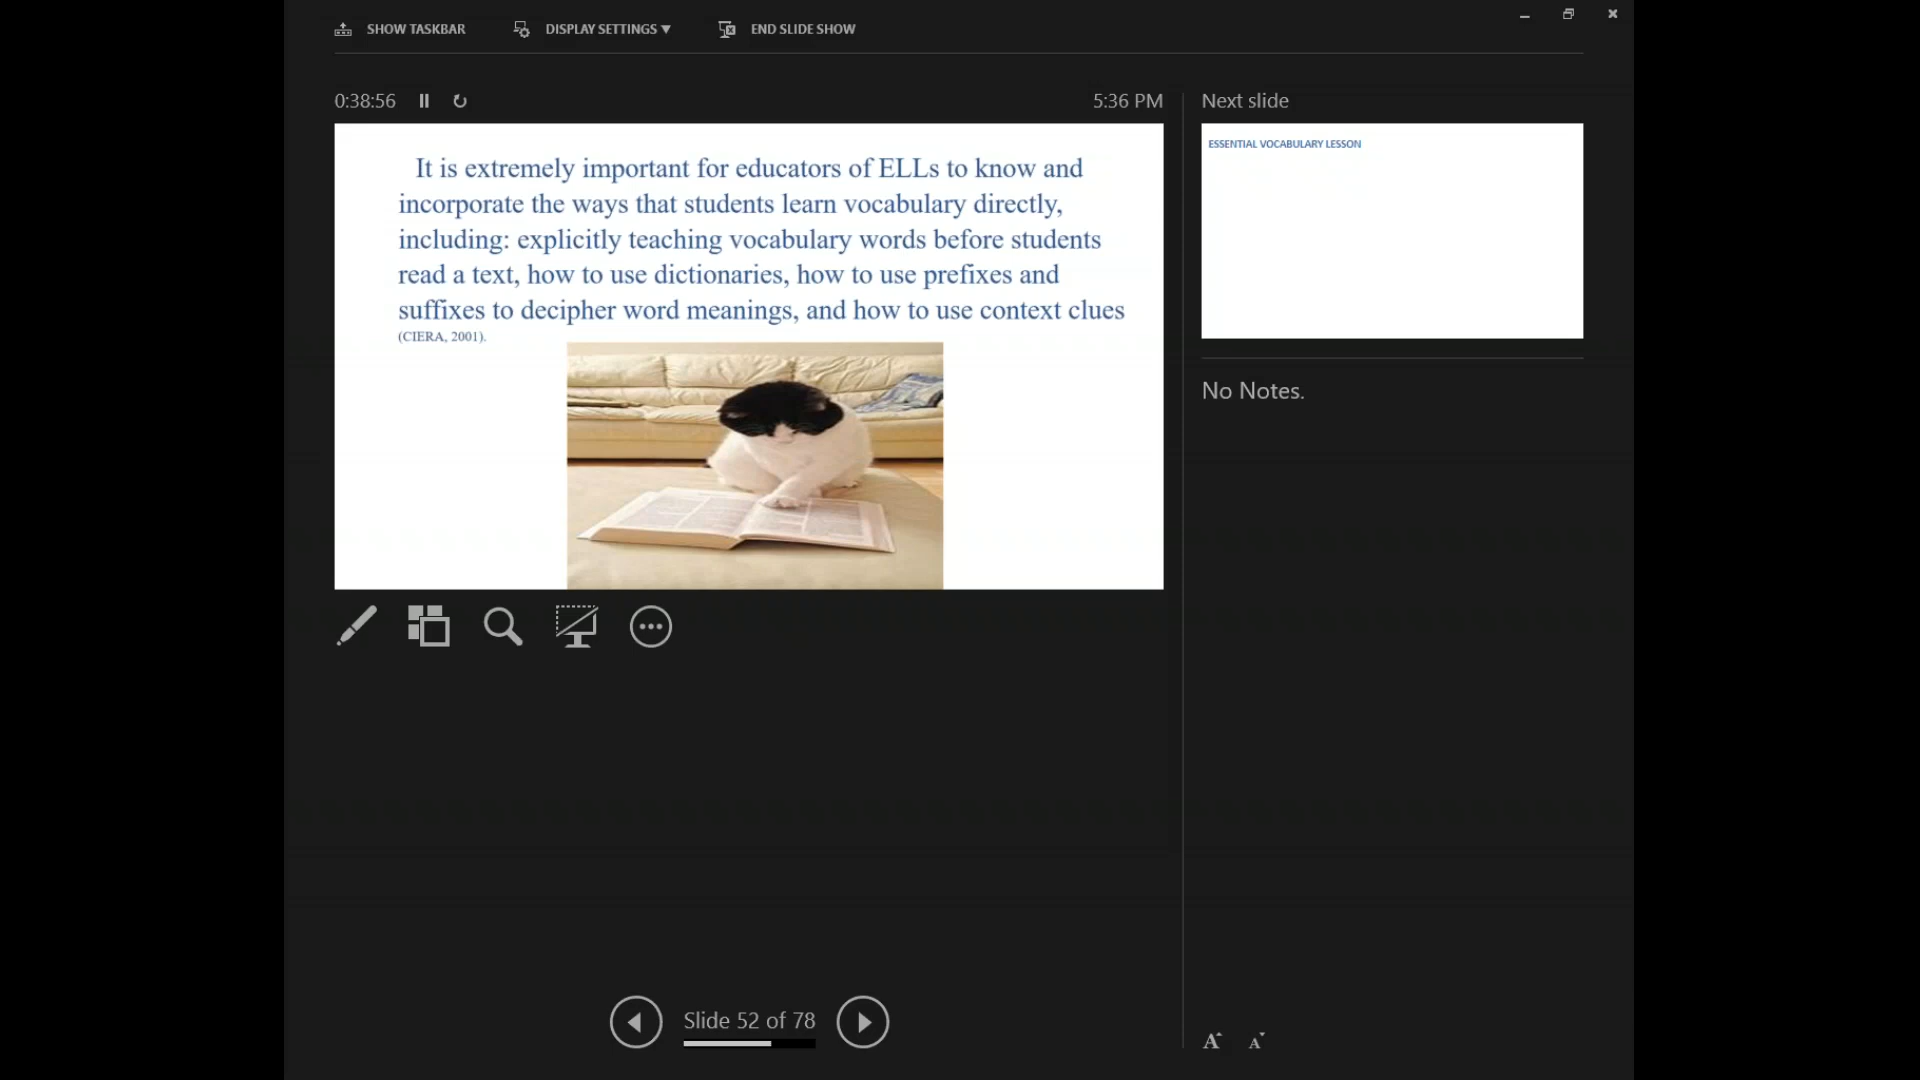 SHOW TASKBAR
DISPLAY SETTINGS ▼
END SLIDE SHOW
0:38:56
5:36 PM
Next slide
It is extremely important for educators of ELLs to know and
incorporate the ways that students learn vocabulary directly,
including: explicitly teaching vocabulary words before students
read a text, how to use dictionaries, how to use prefixes and
suffixes to decipher word meanings, and how to use context clues
(CIERA, 2001).
ESSENTIAL VOCABULARY LESSON
No Notes.
Slide 52 of 78
A
A